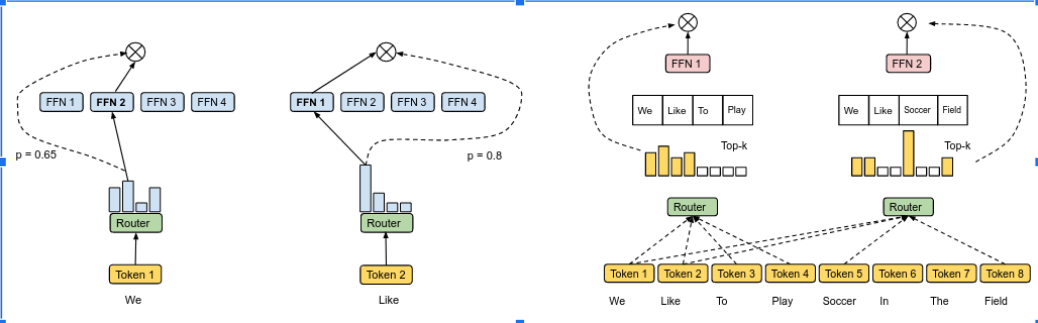 FFN 1 FFN 2 FFN 3 FFN 4
p = 0.65
Router
Token 1
We
FFN 1 FFN 2 FFN 3 FFN 4
p = 0.8
Router
Token 2
Like
FFN 1
We Like To Play
Top-k
Router
FFN 2
We Like Soccer Field
Top-k
Router
Token 1 Token 2 Token 3 Token 4 Token 5 Token 6 Token 7 Token 8
We Like To Play Soccer In The Field